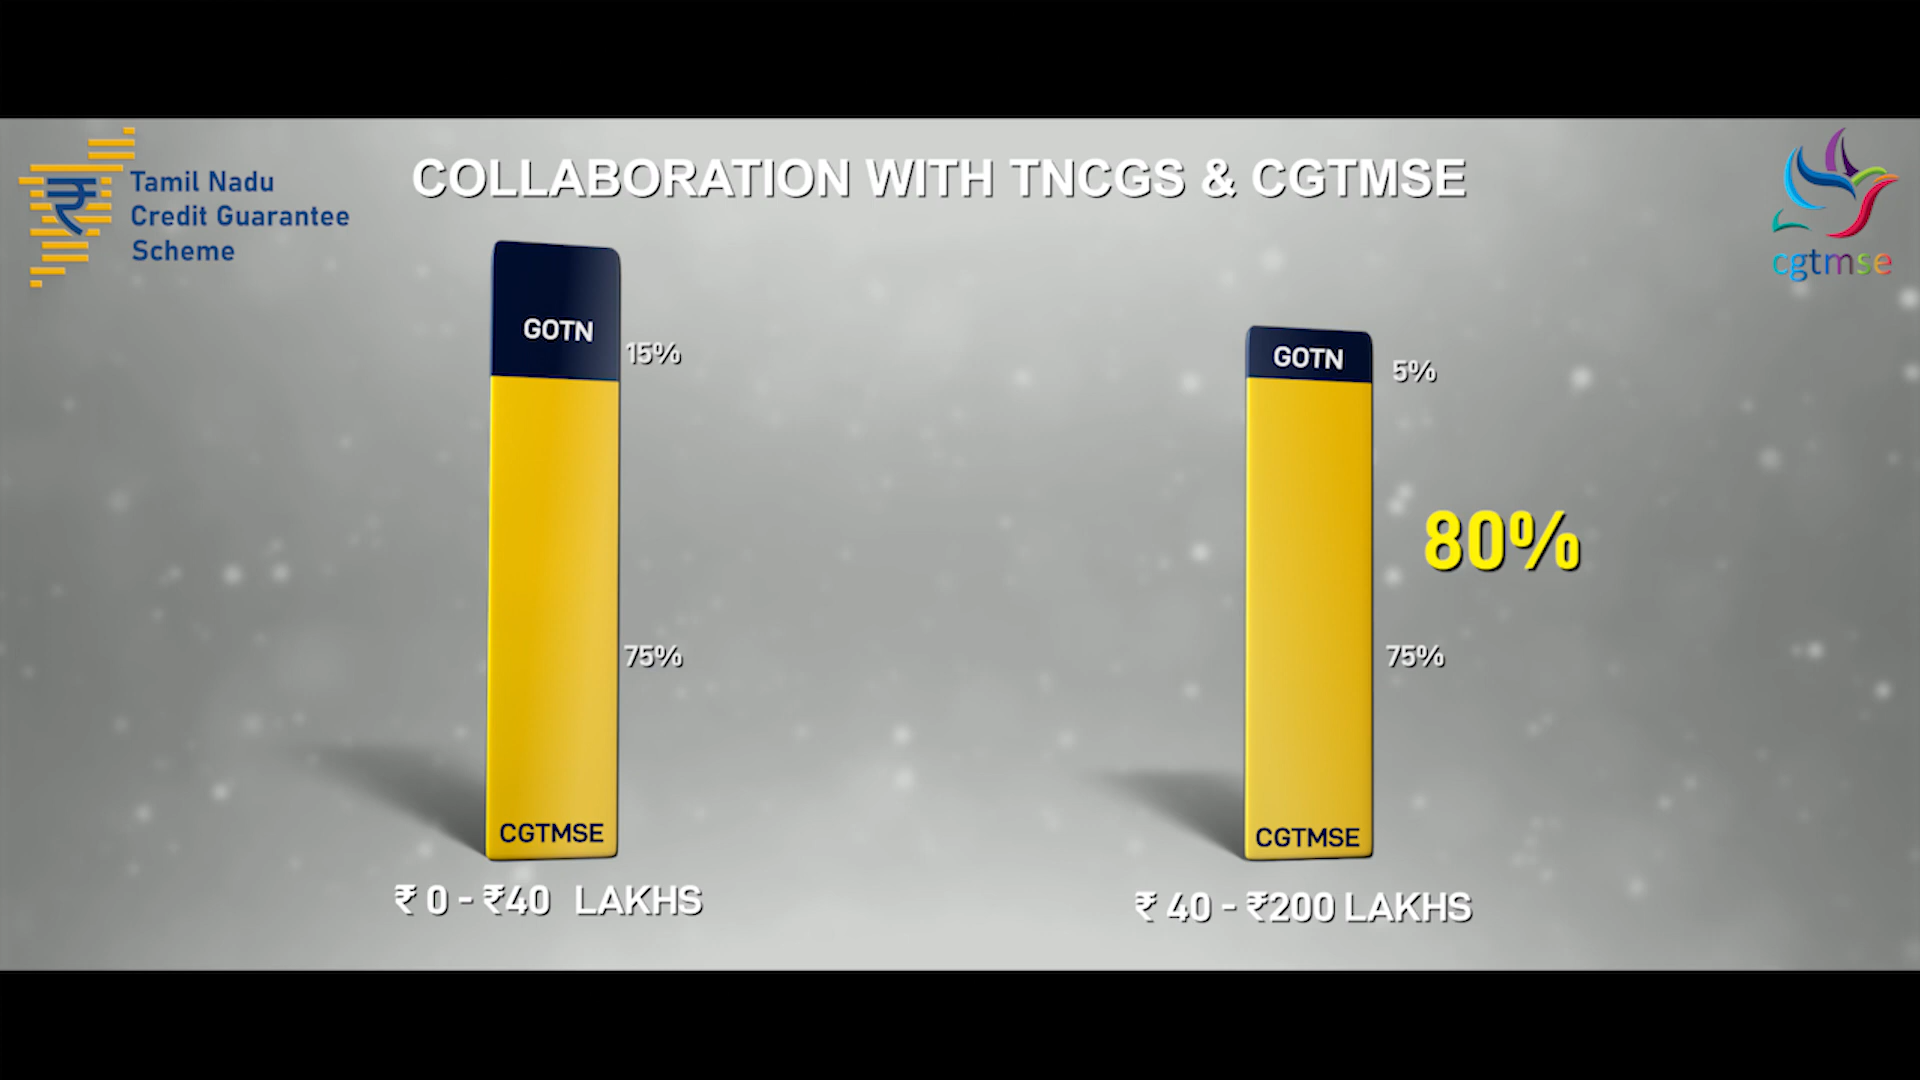 Tamil Nadu
Credit Guarantee
Scheme
COLLABORATION WITH TNCGS & CGTMSE
cgtmse
GOTN
15%
75%
CGTMSE
₹ 0 - ₹40 LAKHS
GOTN
5%
80%
75%
CGTMSE
₹ 40 - ₹200 LAKHS